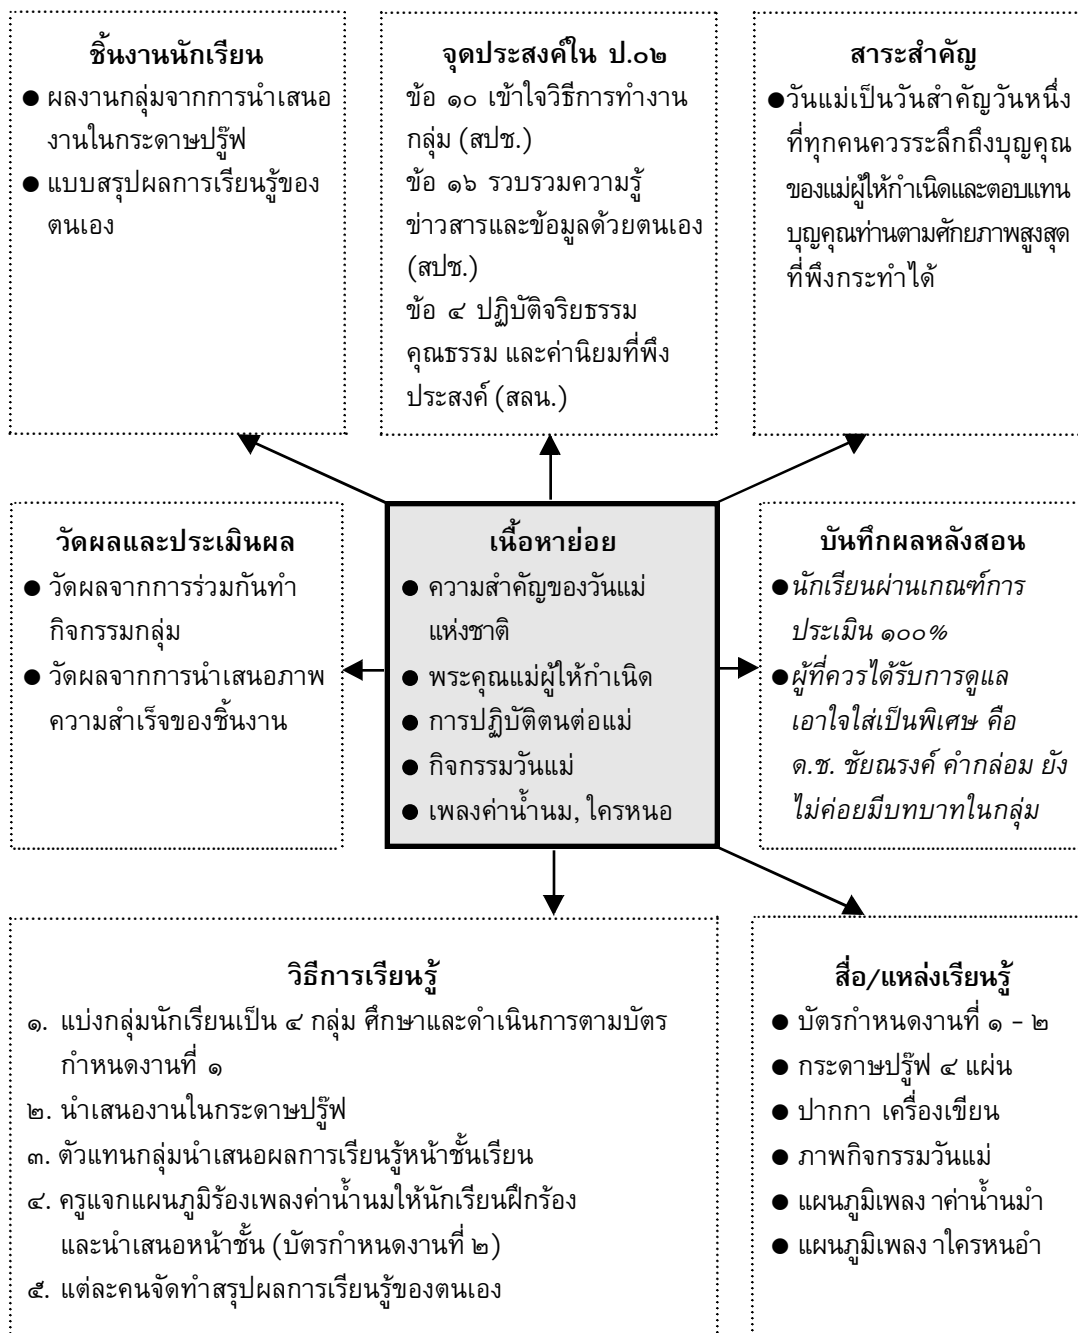 ชิ้นงานนักเรียน
● ผลงานกลุ่มจากการนำเสนอ
งานในกระดาษปรู๊ฟ
● แบบสรุปผลการเรียนรู้ของ
ตนเอง
จุดประสงค์ใน ป.๐๒
ข้อ ๑๐ เข้าใจวิธีการทำงาน
กลุ่ม (สปช.)
ข้อ ๑๖ รวบรวมความรู้
ข่าวสารและข้อมูลด้วยตนเอง
(สปช.)
ข้อ ๔ ปฏิบัติจริยธรรม
คุณธรรม และค่านิยมที่พึง
ประสงค์ (สลน.)
สาระสำคัญ
●วันแม่เป็นวันสำคัญวันหนึ่ง
ที่ทุกคนควรระลึกถึงบุญคุณ
ของแม่ผู้ให้กำเนิดและตอบแทน
บุญคุณท่านตามศักยภาพสูงสุด
ที่พึงกระทำได้
วัดผลและประเมินผล
● วัดผลจากการร่วมกันทำ
กิจกรรมกลุ่ม
● วัดผลจากการนำเสนอภาพ
ความสำเร็จของชิ้นงาน
เนื้อหาย่อย
● ความสำคัญของวันแม่
แห่งชาติ
● พระคุณแม่ผู้ให้กำเนิด
● การปฏิบัติตนต่อแม่
● กิจกรรมวันแม่
● เพลงค่าน้ำนม, ใครหนอ
บันทึกผลหลังสอน
●นักเรียนผ่านเกณฑ์การ
ประเมิน ๑๐๐%
●ผู้ที่ควรได้รับการดูแล
เอาใจใส่เป็นพิเศษ คือ
ด.ช. ชัยณรงค์ คำกล่อม ยัง
ไม่ค่อยมีบทบาทในกลุ่ม
วิธีการเรียนรู้
๑. แบ่งกลุ่มนักเรียนเป็น ๔ กลุ่ม ศึกษาและดำเนินการตามบัตร
กำหนดงานที่ ๑
๒. นำเสนองานในกระดาษปรู๊ฟ
๓. ตัวแทนกลุ่มนำเสนอผลการเรียนรู้หน้าชั้นเรียน
๔. ครูแจกแผนภูมิร้องเพลงค่าน้ำนมให้นักเรียนฝึกร้อง
และนำเสนอหน้าชั้น (บัตรกำหนดงานที่ ๒)
๕. แต่ละคนจัดทำสรุปผลการเรียนรู้ของตนเอง
สื่อ/แหล่งเรียนรู้
● บัตรกำหนดงานที่ ๑ - ๒
● กระดาษปรู๊ฟ ๔ แผ่น
● ปากกา เครื่องเขียน
● ภาพกิจกรรมวันแม่
● แผนภูมิเพลง าค่าน้ำนมำ
● แผนภูมิเพลง าใครหนอำ